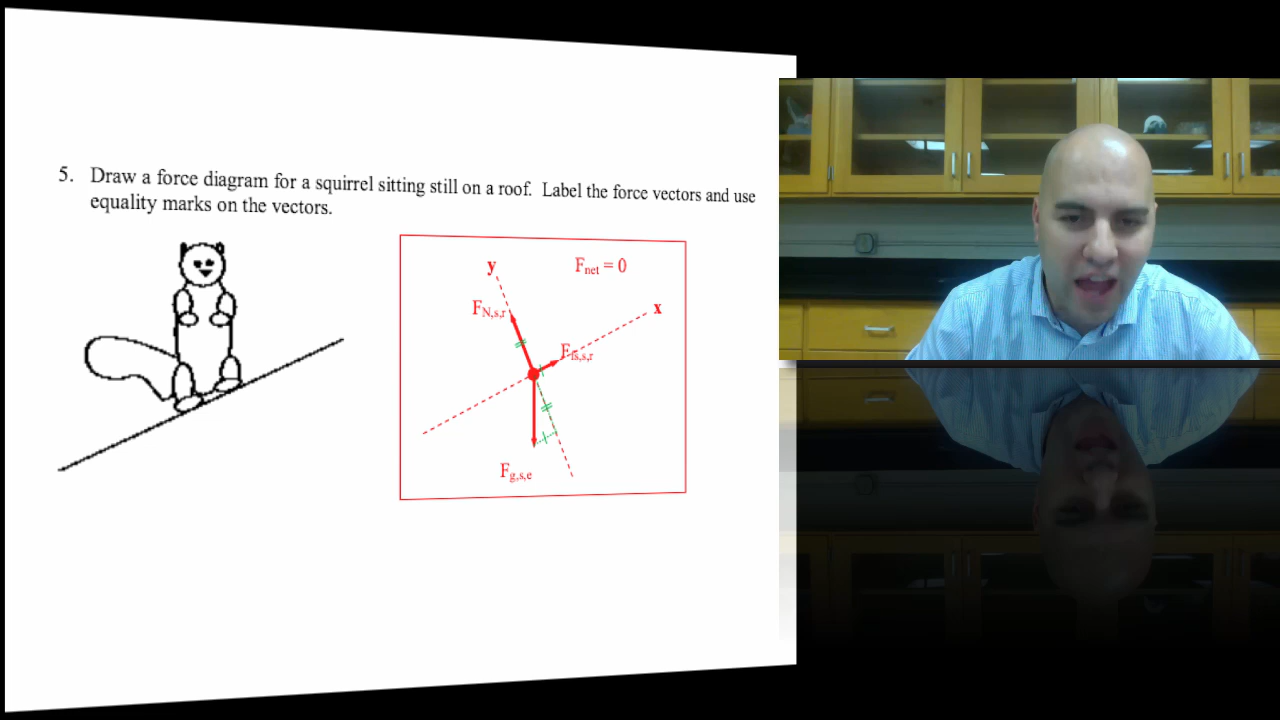 5. Draw a force diagram for a squirrel sitting still on a roof. Label the force vectors and use
equality marks on the vectors.
y
F_net = 0
F_N,s,r
x
F_fs,s,r
F_g,s,e